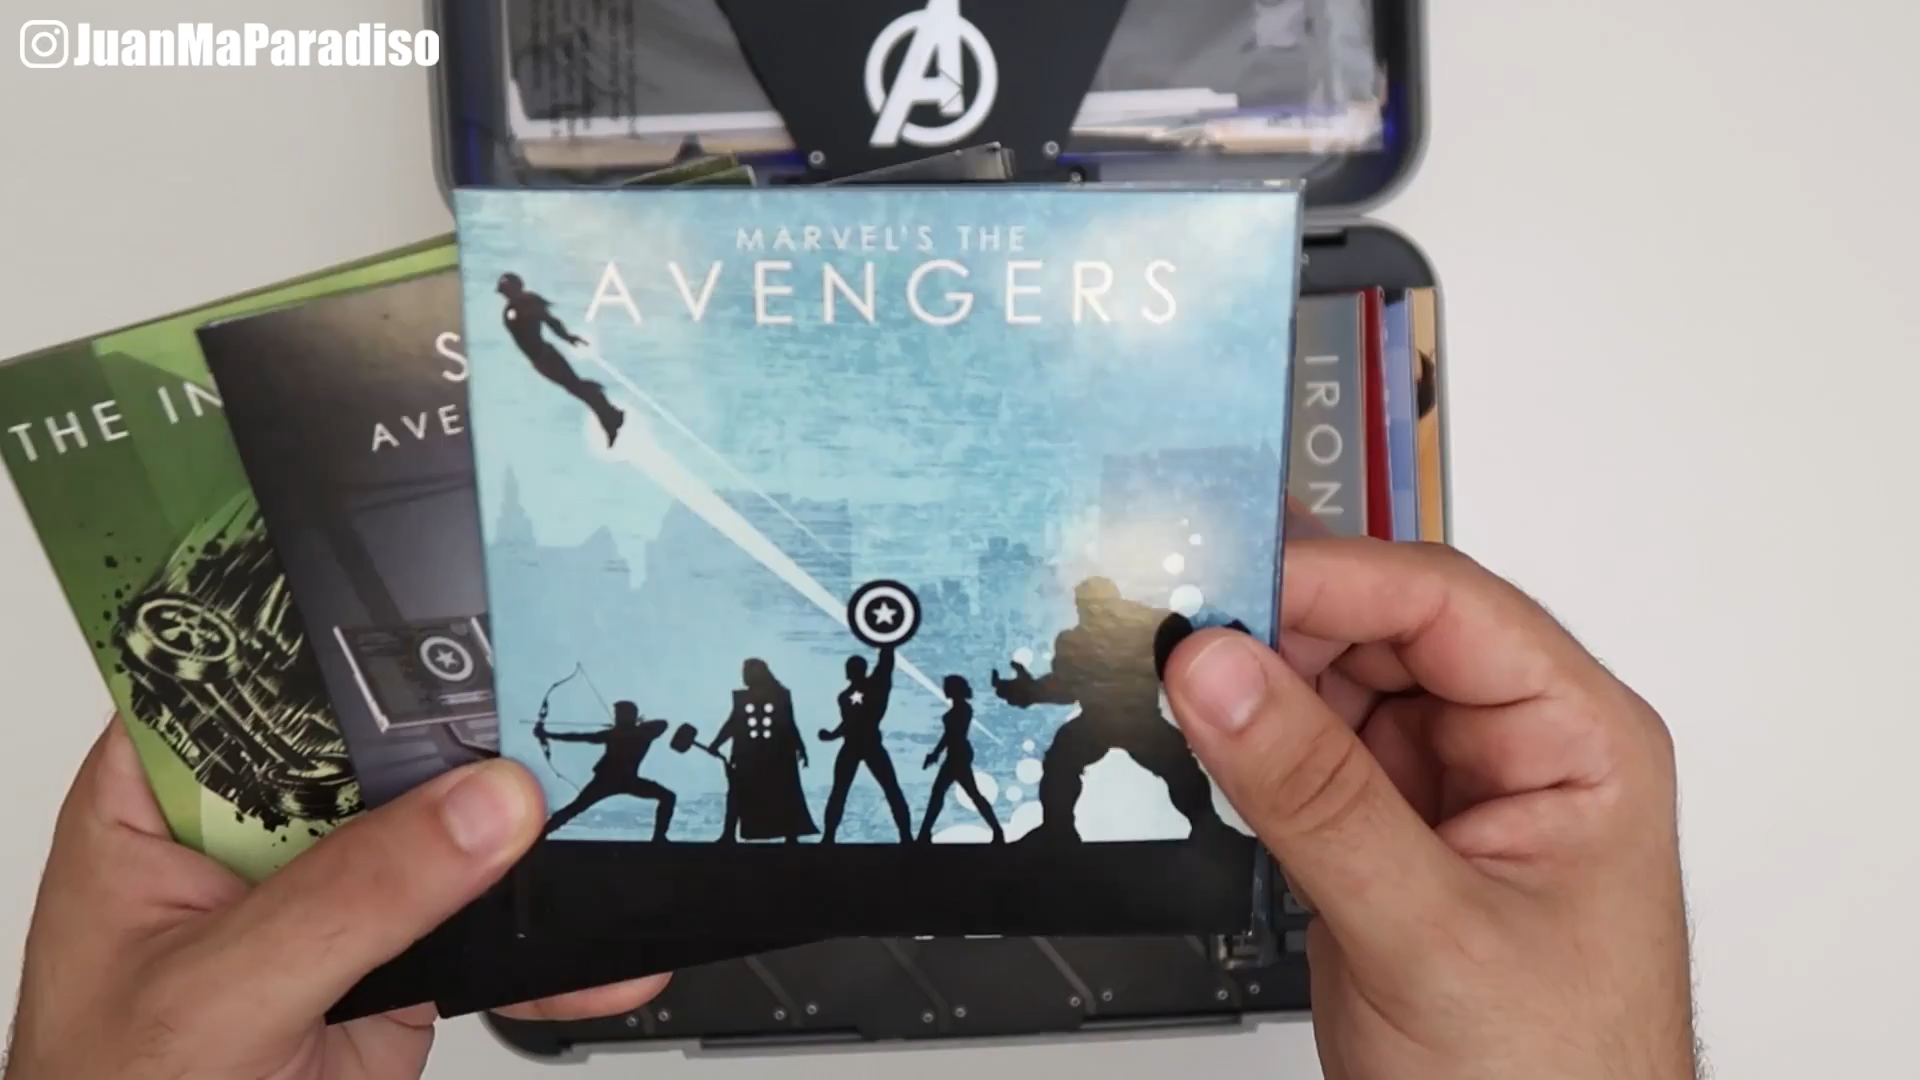 JuanMaParadiso
MARVEL'S THE
AVENGERS
THE IN
S
AVE
IRON